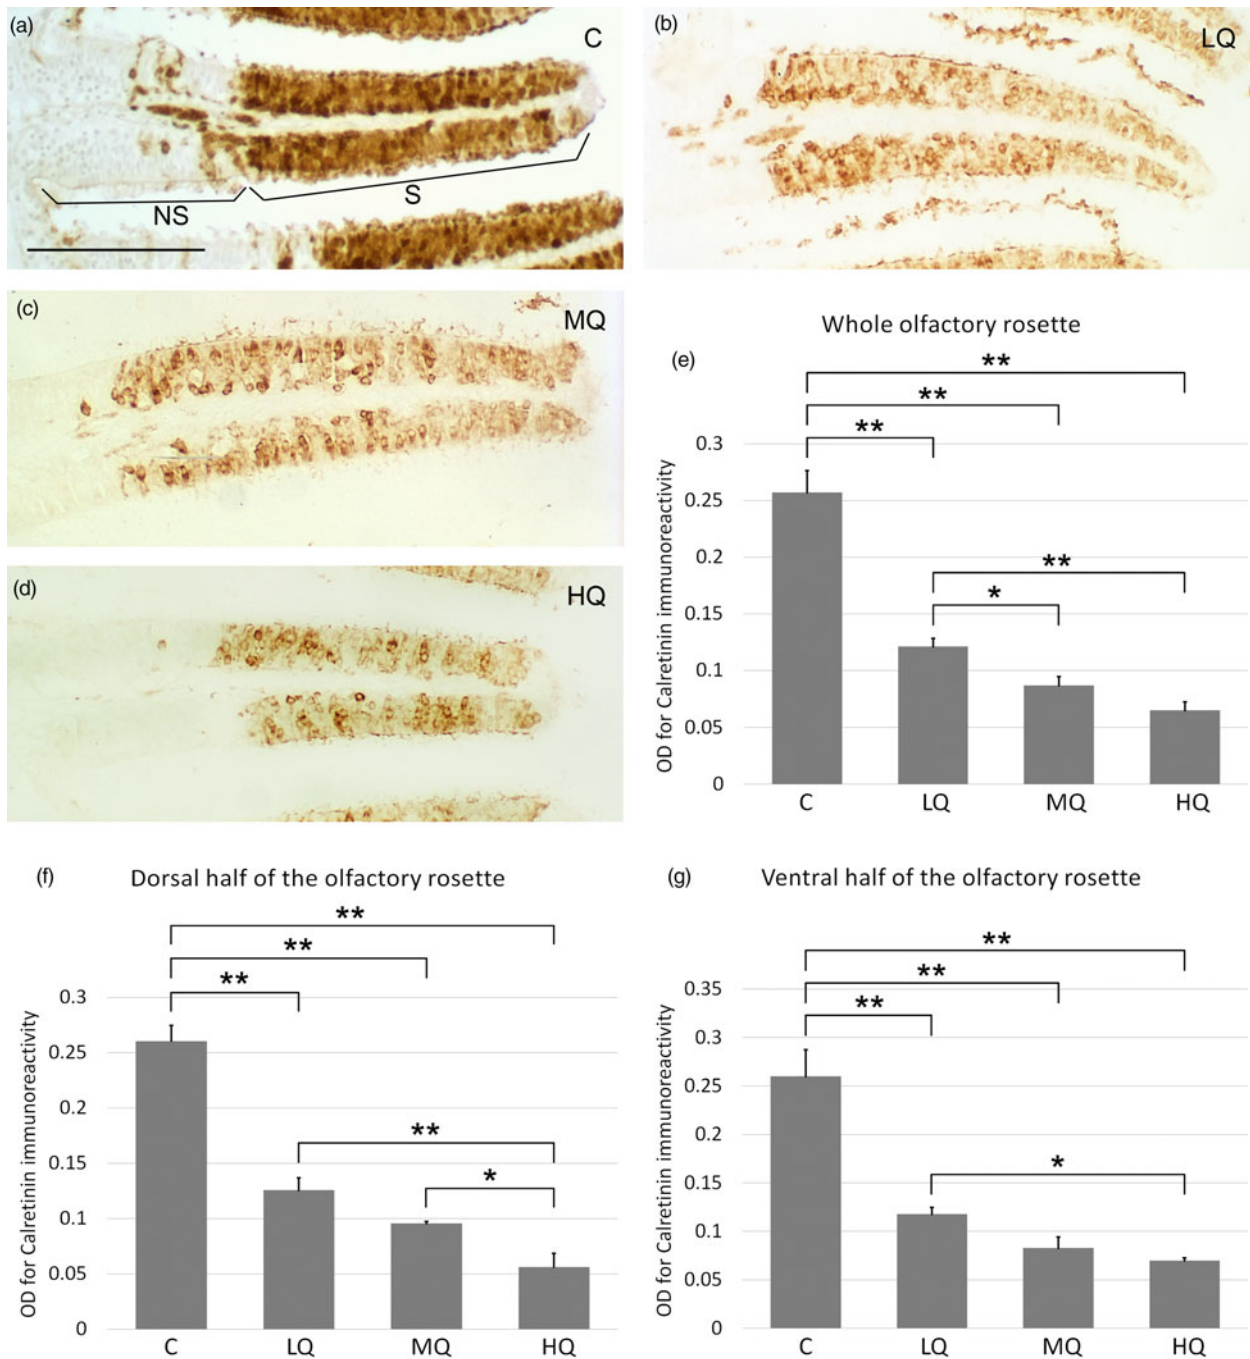 (a)
C
NS
S
(b)
LQ
(c)
MQ
(d)
HQ
(e)
Whole olfactory rosette
**
**
**
**
*
OD for Calretinin immunoreactivity
0.3
0.25
0.2
0.15
0.1
0.05
0
C LQ MQ HQ
(f)
Dorsal half of the olfactory rosette
**
**
**
**
*
OD for Calretinin immunoreactivity
0.3
0.25
0.2
0.15
0.1
0.05
0
C LQ MQ HQ
(g)
Ventral half of the olfactory rosette
**
**
**
*
OD for Calretinin immunoreactivity
0.35
0.3
0.25
0.2
0.15
0.1
0.05
0
C LQ MQ HQ